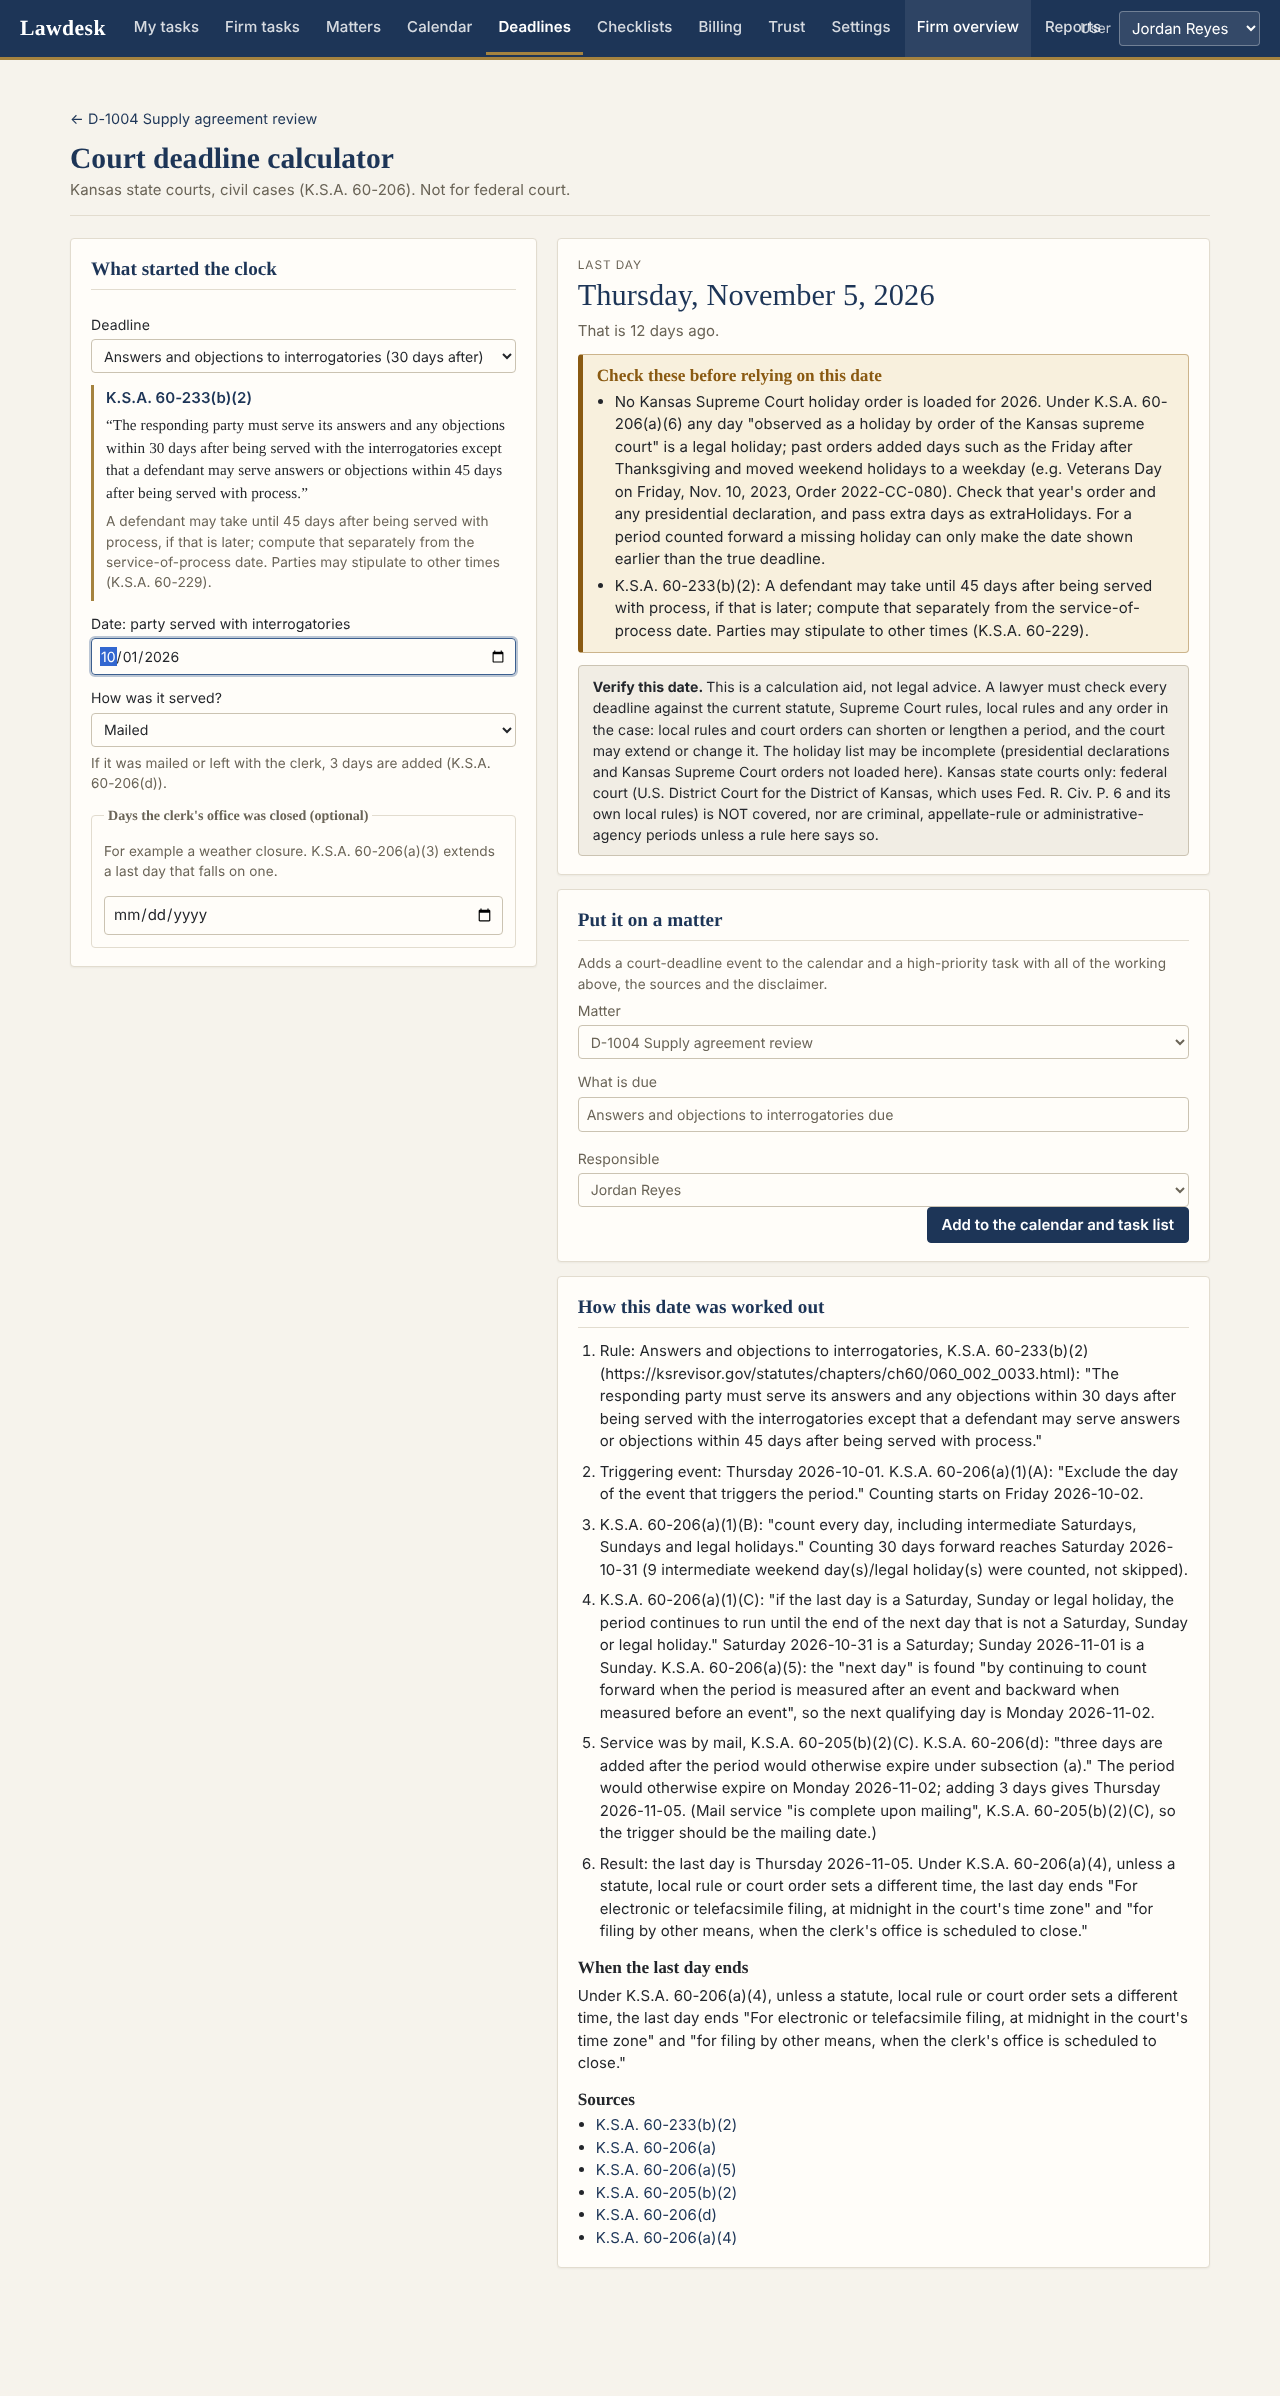 Lawdesk My tasks Firm tasks Matters Calendar Deadlines Checklists Billing Trust Settings Firm overview Reports User Jordan Reyes
← D-1004 Supply agreement review
Court deadline calculator
Kansas state courts, civil cases (K.S.A. 60-206). Not for federal court.
What started the clock
Deadline
Answers and objections to interrogatories (30 days after)
K.S.A. 60-233(b)(2)
“The responding party must serve its answers and any objections
within 30 days after being served with the interrogatories except
that a defendant may serve answers or objections within 45 days
after being served with process.”
A defendant may take until 45 days after being served with
process, if that is later; compute that separately from the
service-of-process date. Parties may stipulate to other times
(K.S.A. 60-229).
Date: party served with interrogatories
10/01/2026
How was it served?
Mailed
If it was mailed or left with the clerk, 3 days are added (K.S.A.
60-206(d)).
Days the clerk's office was closed (optional)
For example a weather closure. K.S.A. 60-206(a)(3) extends
a last day that falls on one.
mm/dd/yyyy
LAST DAY
Thursday, November 5, 2026
That is 12 days ago.
Check these before relying on this date
• No Kansas Supreme Court holiday order is loaded for 2026. Under K.S.A. 60-
206(a)(6) any day "observed as a holiday by order of the Kansas supreme
court" is a legal holiday; past orders added days such as the Friday after
Thanksgiving and moved weekend holidays to a weekday (e.g. Veterans Day
on Friday, Nov. 10, 2023, Order 2022-CC-080). Check that year's order and
any presidential declaration, and pass extra days as extraHolidays. For a
period counted forward a missing holiday can only make the date shown
earlier than the true deadline.
• K.S.A. 60-233(b)(2): A defendant may take until 45 days after being served
with process, if that is later; compute that separately from the service-of-
process date. Parties may stipulate to other times (K.S.A. 60-229).
Verify this date. This is a calculation aid, not legal advice. A lawyer must check every
deadline against the current statute, Supreme Court rules, local rules and any order in
the case: local rules and court orders can shorten or lengthen a period, and the court
may extend or change it. The holiday list may be incomplete (presidential declarations
and Kansas Supreme Court orders not loaded here). Kansas state courts only: federal
court (U.S. District Court for the District of Kansas, which uses Fed. R. Civ. P. 6 and its
own local rules) is NOT covered, nor are criminal, appellate-rule or administrative-
agency periods unless a rule here says so.
Put it on a matter
Adds a court-deadline event to the calendar and a high-priority task with all of the working
above, the sources and the disclaimer.
Matter
D-1004 Supply agreement review
What is due
Answers and objections to interrogatories due
Responsible
Jordan Reyes
Add to the calendar and task list
How this date was worked out
1. Rule: Answers and objections to interrogatories, K.S.A. 60-233(b)(2)
(https://ksrevisor.gov/statutes/chapters/ch60/060_002_0033.html): "The
responding party must serve its answers and any objections within 30 days after
being served with the interrogatories except that a defendant may serve answers
or objections within 45 days after being served with process."
2. Triggering event: Thursday 2026-10-01. K.S.A. 60-206(a)(1)(A): "Exclude the day
of the event that triggers the period." Counting starts on Friday 2026-10-02.
3. K.S.A. 60-206(a)(1)(B): "count every day, including intermediate Saturdays,
Sundays and legal holidays." Counting 30 days forward reaches Saturday 2026-
10-31 (9 intermediate weekend day(s)/legal holiday(s) were counted, not skipped).
4. K.S.A. 60-206(a)(1)(C): "if the last day is a Saturday, Sunday or legal holiday, the
period continues to run until the end of the next day that is not a Saturday, Sunday
or legal holiday." Saturday 2026-10-31 is a Saturday; Sunday 2026-11-01 is a
Sunday. K.S.A. 60-206(a)(5): the "next day" is found "by continuing to count
forward when the period is measured after an event and backward when
measured before an event", so the next qualifying day is Monday 2026-11-02.
5. Service was by mail, K.S.A. 60-205(b)(2)(C). K.S.A. 60-206(d): "three days are
added after the period would otherwise expire under subsection (a)." The period
would otherwise expire on Monday 2026-11-02; adding 3 days gives Thursday
2026-11-05. (Mail service "is complete upon mailing", K.S.A. 60-205(b)(2)(C), so
the trigger should be the mailing date.)
6. Result: the last day is Thursday 2026-11-05. Under K.S.A. 60-206(a)(4), unless a
statute, local rule or court order sets a different time, the last day ends "For
electronic or telefacsimile filing, at midnight in the court's time zone" and "for
filing by other means, when the clerk's office is scheduled to close."
When the last day ends
Under K.S.A. 60-206(a)(4), unless a statute, local rule or court order sets a different
time, the last day ends "For electronic or telefacsimile filing, at midnight in the court's
time zone" and "for filing by other means, when the clerk's office is scheduled to
close."
Sources
• K.S.A. 60-233(b)(2)
• K.S.A. 60-206(a)
• K.S.A. 60-206(a)(5)
• K.S.A. 60-205(b)(2)
• K.S.A. 60-206(d)
• K.S.A. 60-206(a)(4)